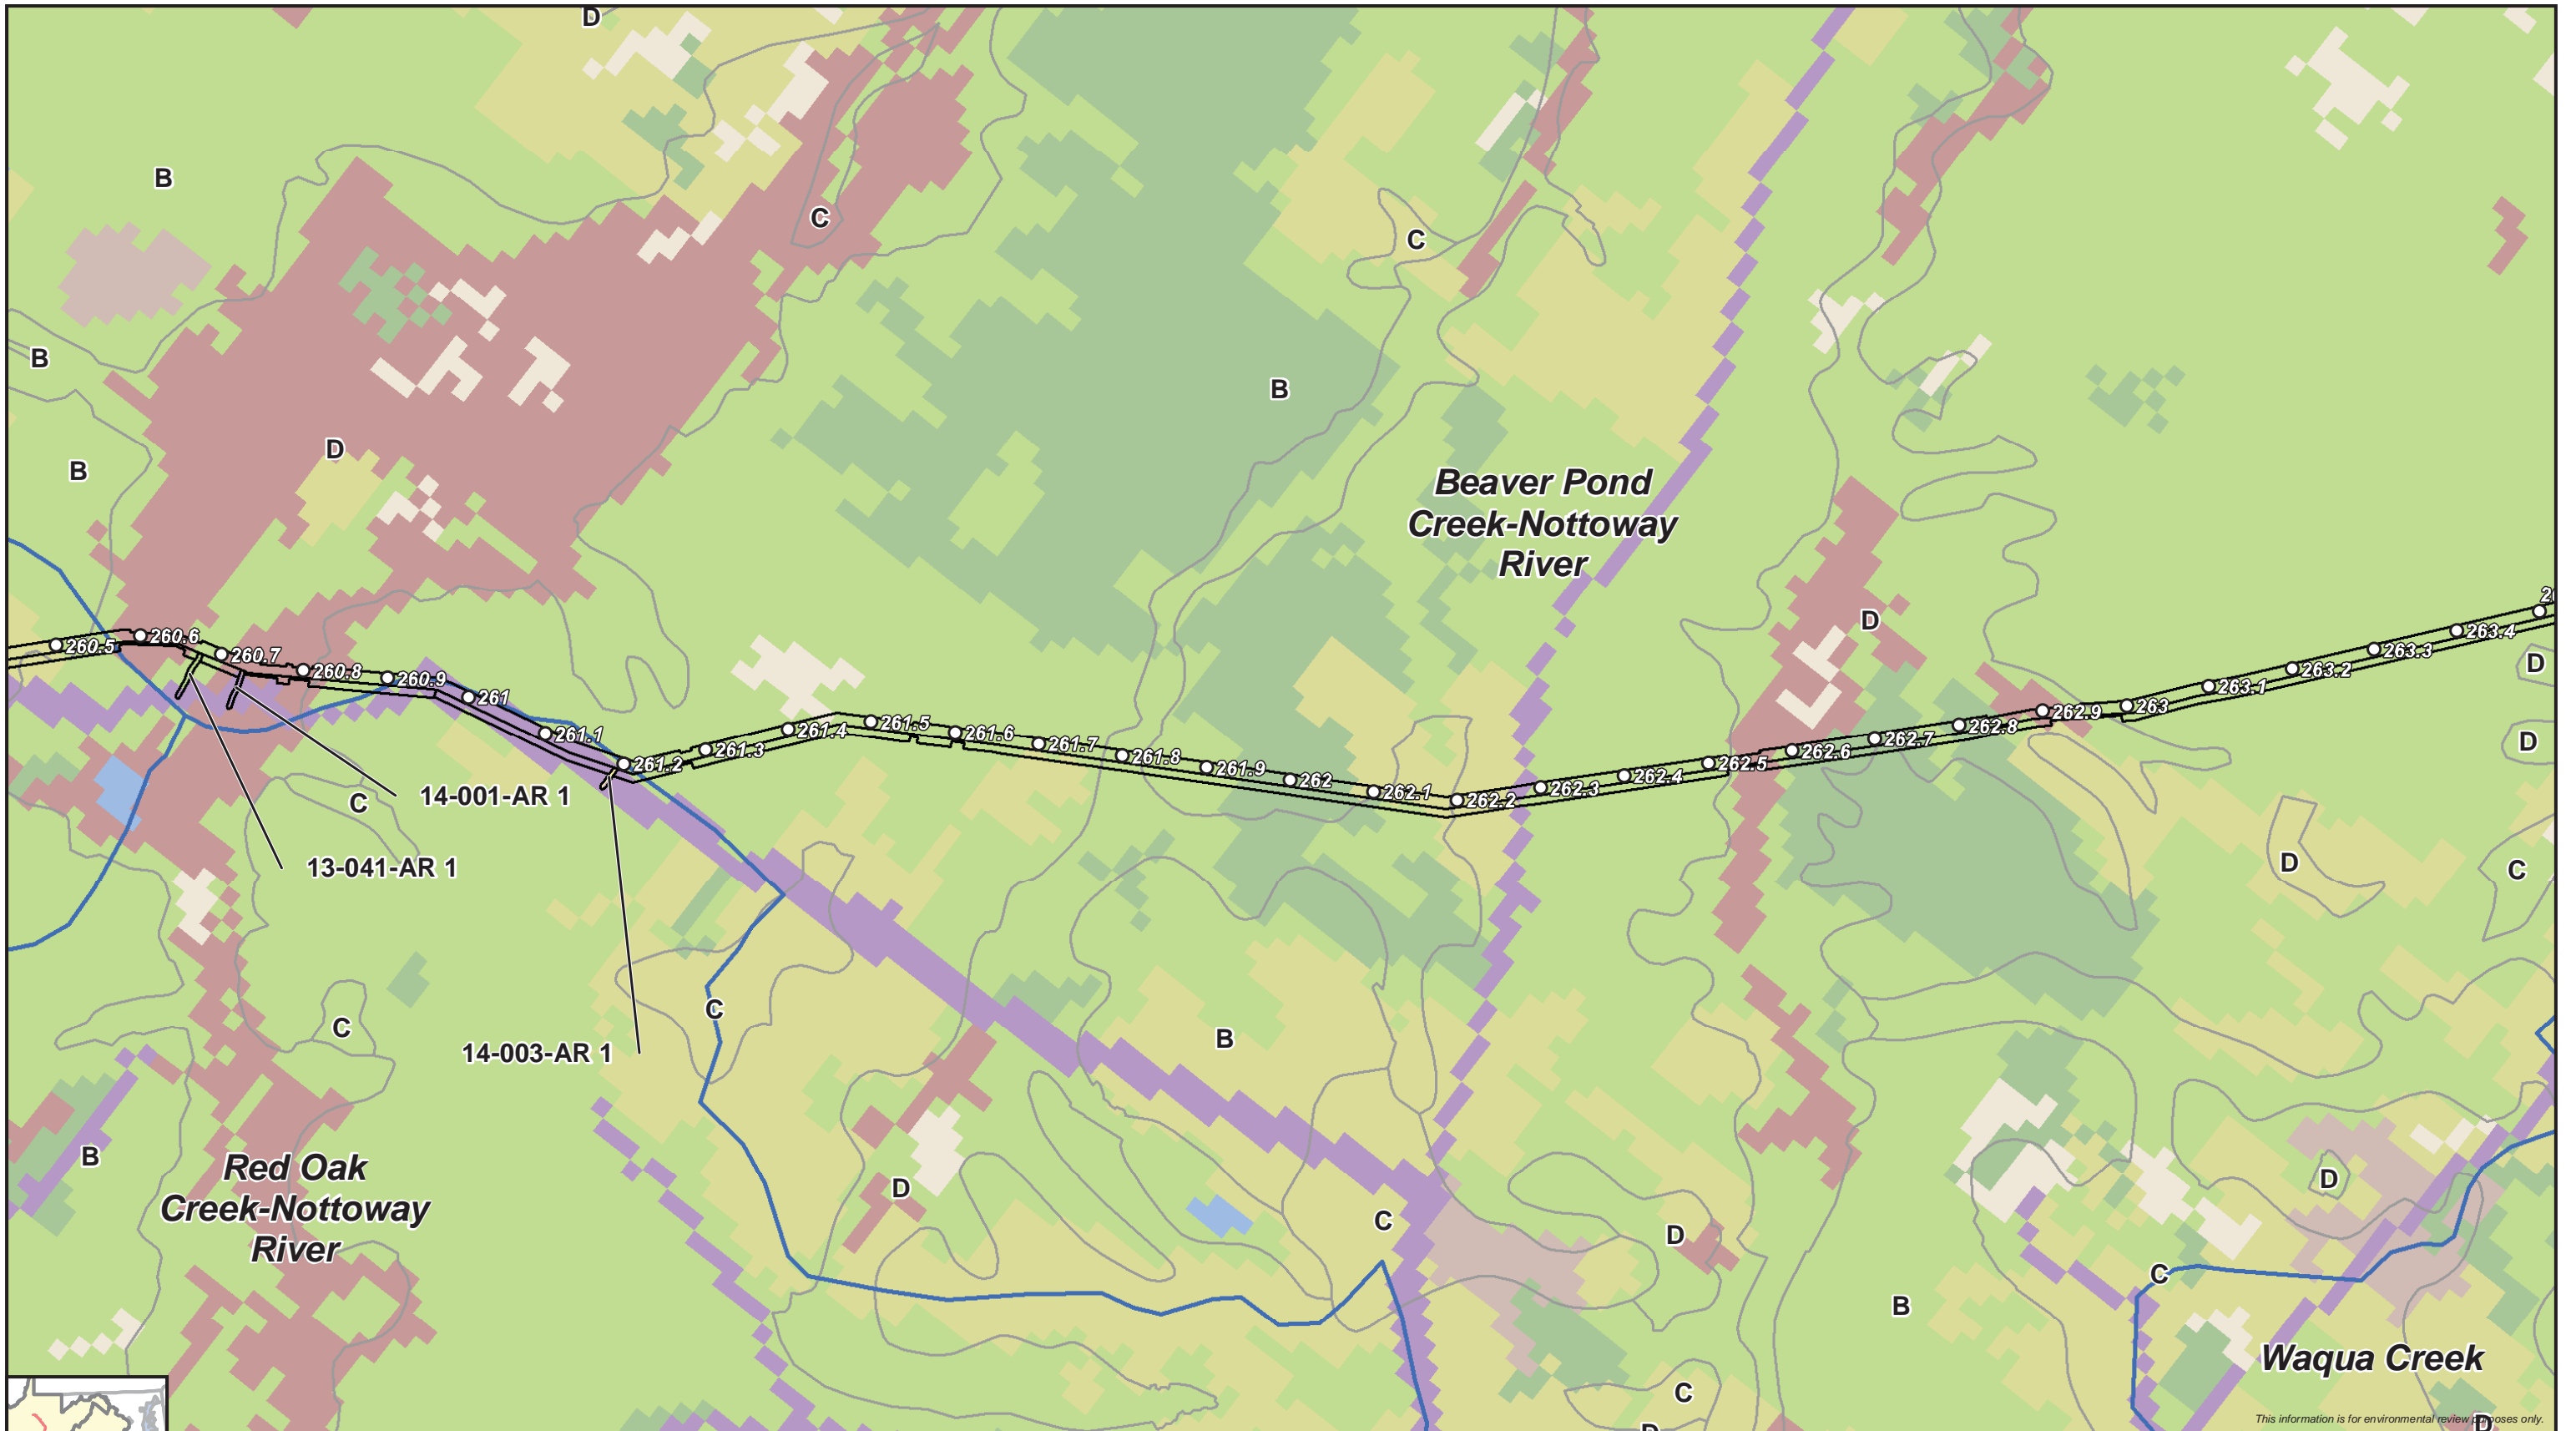 D
B
C
C
B
B
D
B
Beaver Pond
Creek-Nottoway
River
D
260.5
260.6
260.7
260.8
260.9
261
261.1
261.2
261.3
261.4
261.5
261.6
261.7
261.8
261.9
262
262.1
262.2
262.3
262.4
262.5
262.6
262.7
262.8
262.9
263
263.1
263.2
263.3
263.4
D
D
C
14-001-AR 1
13-041-AR 1
D
C
C
C
14-003-AR 1
B
B
Red Oak
Creek-Nottoway
River
D
C
D
D
C
B
Waqua Creek
C
D
D
This information is for environmental review purposes only.